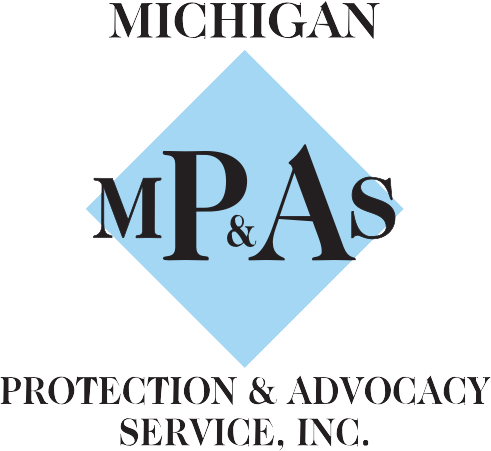 MICHIGAN
MP&AS
PROTECTION & ADVOCACY
SERVICE, INC.